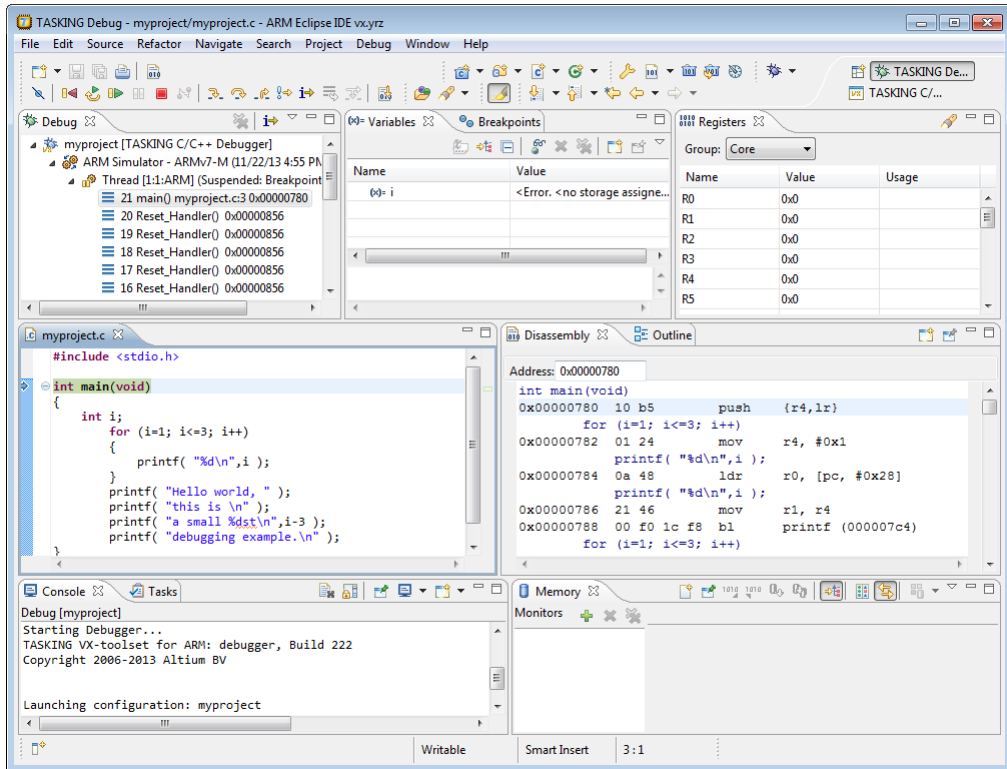 TASKING Debug - myproject/myproject.c - ARM Eclipse IDE vx.yrz
File Edit Source Refactor Navigate Search Project Debug Window Help
TASKING De...
TASKING C/...
Debug
myproject [TASKING C/C++ Debugger]
ARM Simulator - ARMv7-M (11/22/13 4:55 PM
Thread [1:1:ARM] (Suspended: Breakpoint
21 main() myproject.c:3 0x00000780
20 Reset_Handler() 0x00000856
19 Reset_Handler() 0x00000856
18 Reset_Handler() 0x00000856
17 Reset_Handler() 0x00000856
16 Reset_Handler() 0x00000856
(x)= Variables Breakpoints
Name Value
(x)= i <Error. <no storage assigne...
Registers
Group: Core
Name Value Usage
R0 0x0
R1 0x0
R2 0x0
R3 0x0
R4 0x0
R5 0x0
myproject.c
#include <stdio.h>
int main(void)
{
int i;
for (i=1; i<=3; i++)
{
printf( "%d\n",i );
}
printf( "Hello world, " );
printf( "this is \n" );
printf( "a small %dst\n",i-3 );
printf( "debugging example.\n" );
}
Disassembly Outline
Address: 0x00000780
int main(void)
0x00000780 10 b5 push {r4,lr}
for (i=1; i<=3; i++)
0x00000782 01 24 mov r4, #0x1
printf( "%d\n",i );
0x00000784 0a 48 ldr r0, [pc, #0x28]
printf( "%d\n",i );
0x00000786 21 46 mov r1, r4
0x00000788 00 f0 1c f8 bl printf (000007c4)
for (i=1; i<=3; i++)
Console Tasks
Debug [myproject]
Starting Debugger...
TASKING VX-toolset for ARM: debugger, Build 222
Copyright 2006-2013 Altium BV
Launching configuration: myproject
Memory
Monitors
Writable Smart Insert 3:1